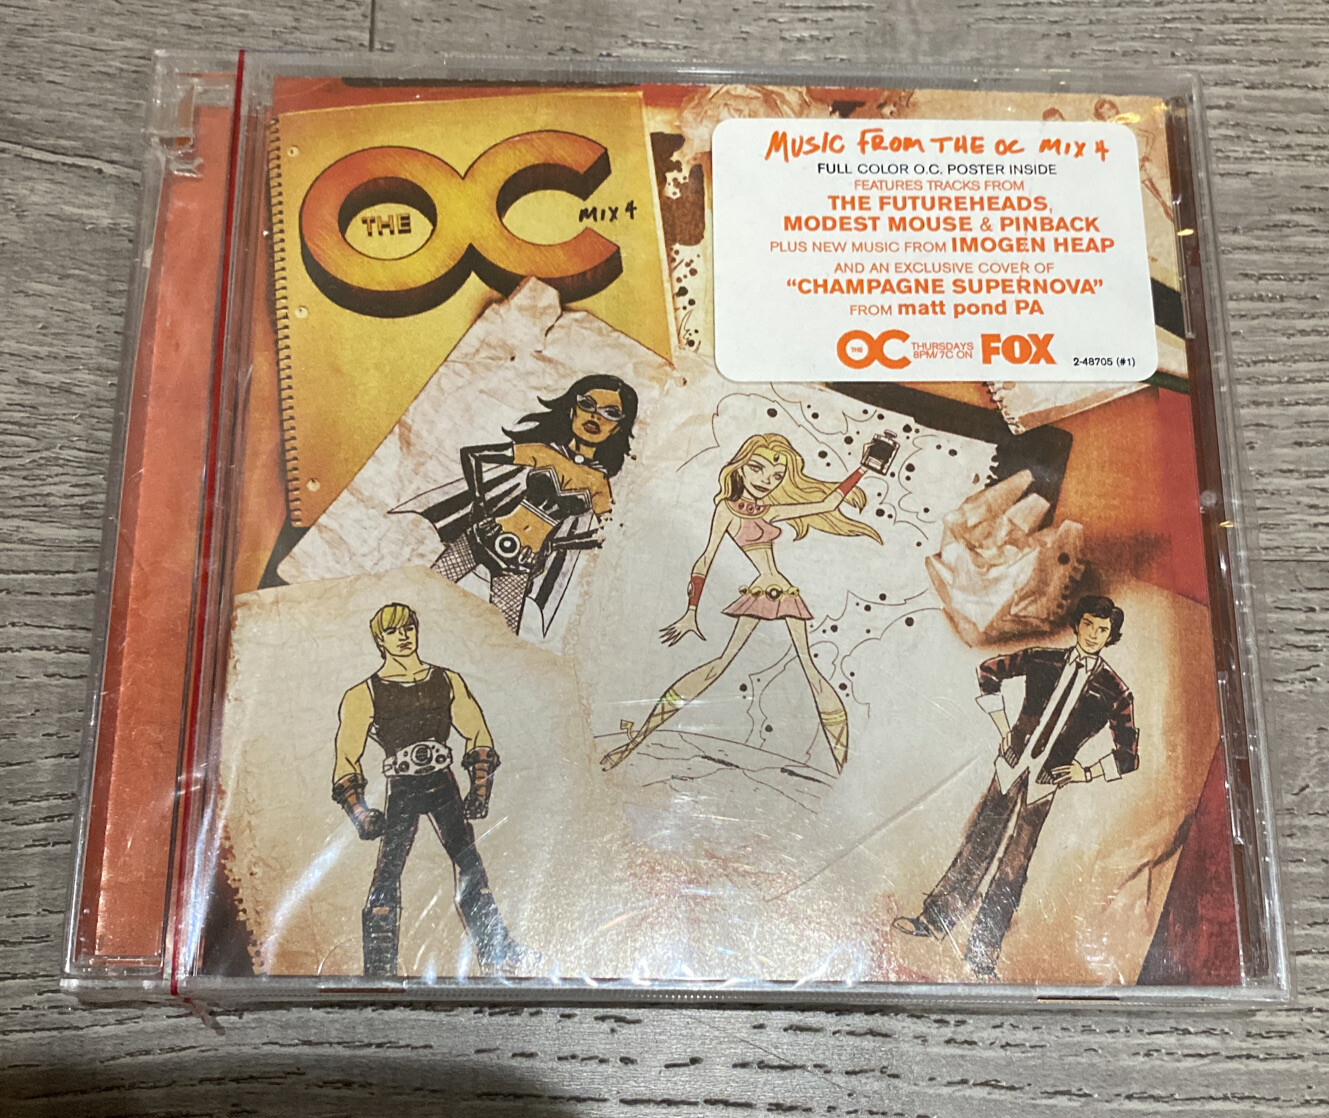 THE OC
MIX 4
MUSIC FROM THE OC MIX 4
FULL COLOR O.C. POSTER INSIDE
FEATURES TRACKS FROM
THE FUTUREHEADS,
MODEST MOUSE & PINBACK
PLUS NEW MUSIC FROM IMOGEN HEAP
AND AN EXCLUSIVE COVER OF
“CHAMPAGNE SUPERNOVA”
FROM matt pond PA
THE OC THURSDAYS
8PM/7C ON FOX
2-48705 (#1)